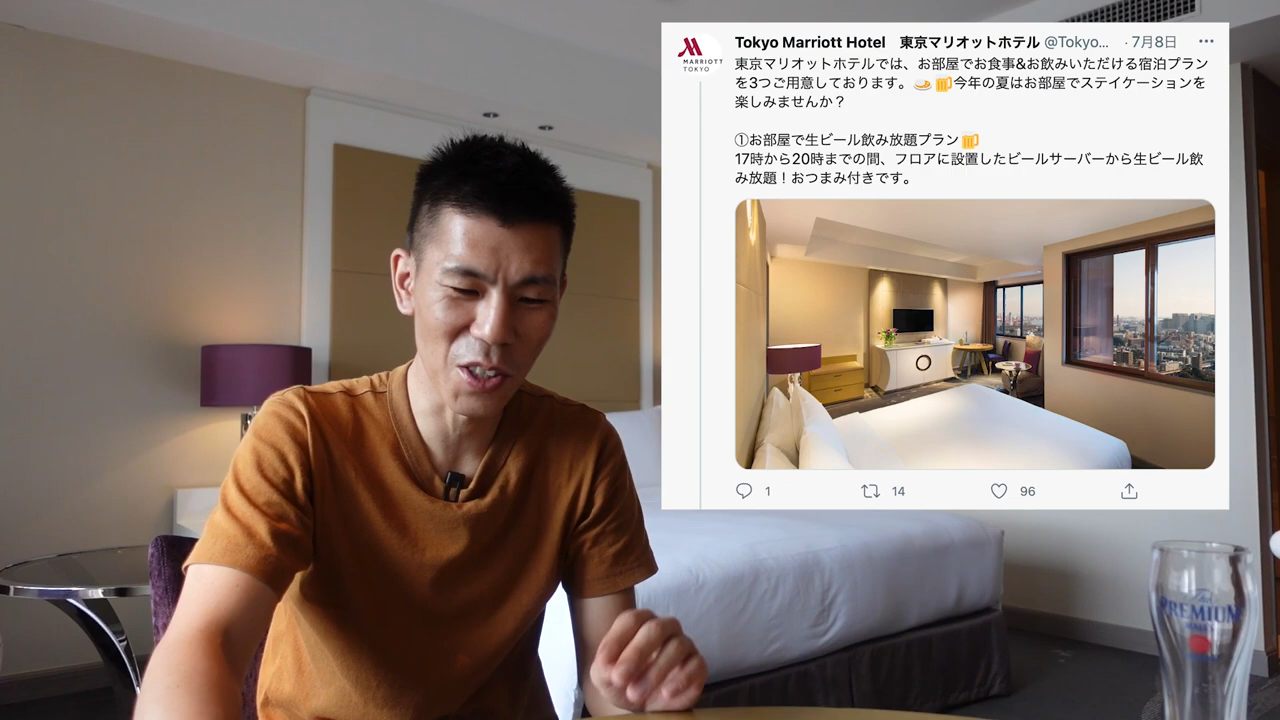 Tokyo Marriott Hotel 東京マリオットホテル @Tokyo... · 7月8日
MARRIOTT
TOKYO
東京マリオットホテルでは、お部屋でお食事&お飲みいただける宿泊プラン
を3つご用意しております。🍛🍺今年の夏はお部屋でステイケーションを
楽しみませんか？
①お部屋で生ビール飲み放題プラン🍺
17時から20時までの間、フロアに設置したビールサーバーから生ビール飲
み放題！おつまみ付きです。
1 14 96
The
PREMIUM